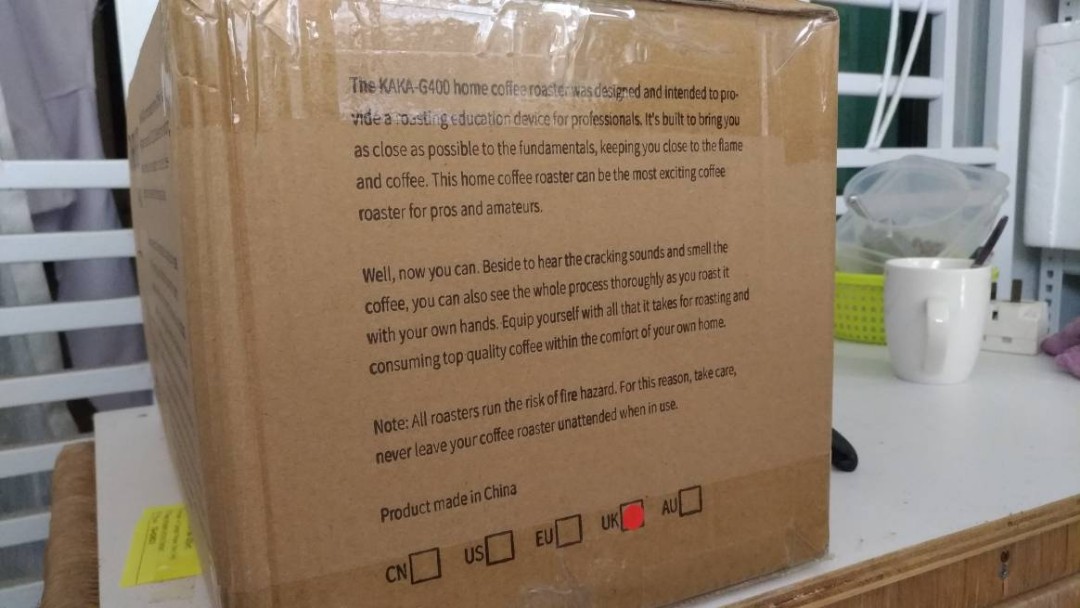 The KAKA-G400 home coffee roaster was designed and intended to pro-
vide a roasting education device for professionals. It's built to bring you
as close as possible to the fundamentals, keeping you close to the flame
and coffee. This home coffee roaster can be the most exciting coffee
roaster for pros and amateurs.
Well, now you can. Beside to hear the cracking sounds and smell the
coffee, you can also see the whole process thoroughly as you roast it
with your own hands. Equip yourself with all that it takes for roasting and
consuming top quality coffee within the comfort of your own home.
Note: All roasters run the risk of fire hazard. For this reason, take care,
never leave your coffee roaster unattended when in use.
Product made in China
CN US EU UK AU